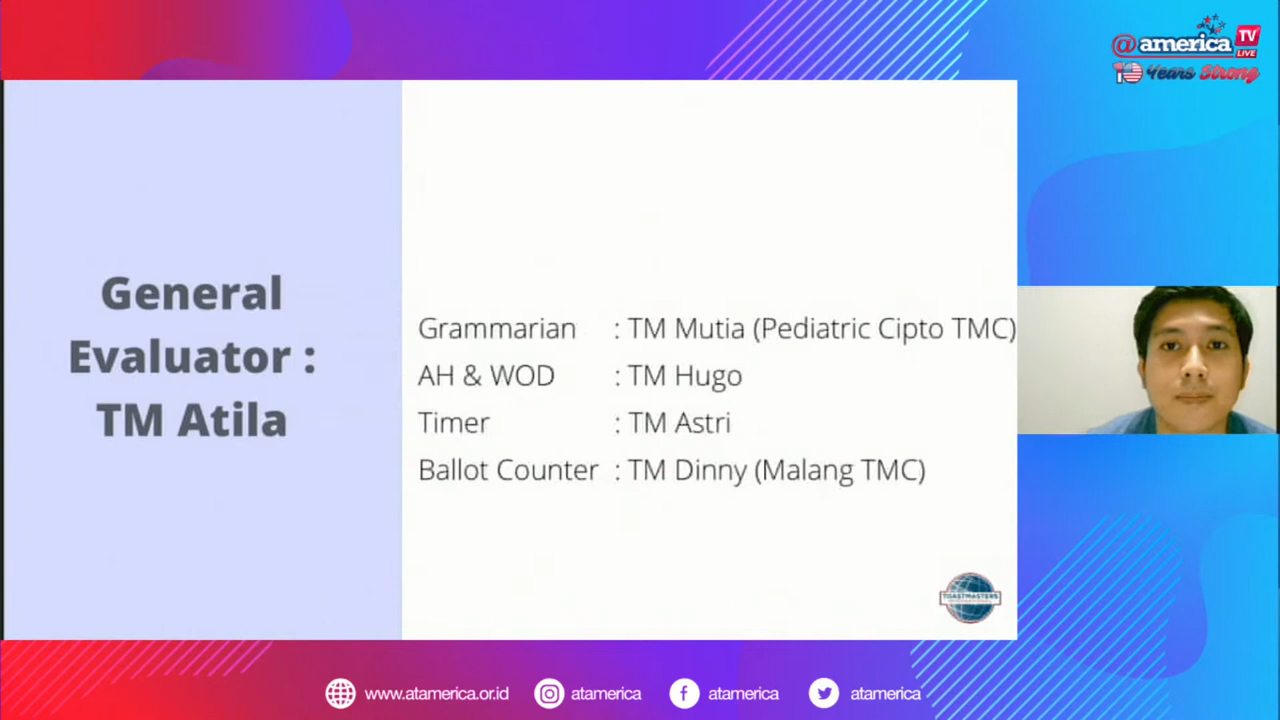 @america TV
LIVE
10 Years Strong
General
Evaluator :
TM Atila
Grammarian : TM Mutia (Pediatric Cipto TMC)
AH & WOD : TM Hugo
Timer : TM Astri
Ballot Counter : TM Dinny (Malang TMC)
TOASTMASTERS
INTERNATIONAL
www.atamerica.or.id atamerica atamerica atamerica